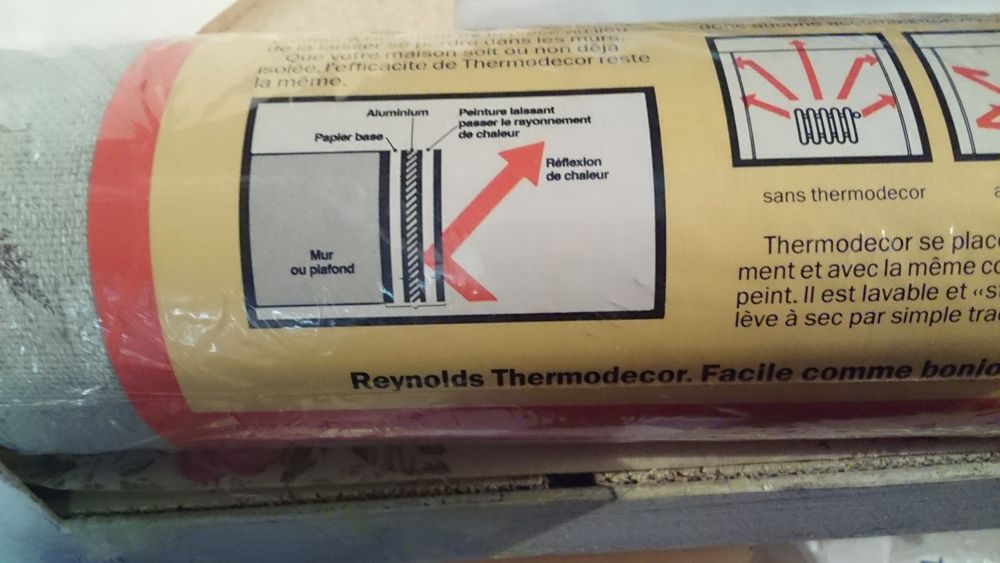 de la laisser se perdre dans les murs.
Que votre maison soit ou non déjà
isolée, l'efficacité de Thermodecor reste
la même.
Aluminium
Papier base
Peinture laissant
passer le rayonnement
de chaleur
Réflexion
de chaleur
Mur
ou plafond
sans thermodecor
Thermodecor se place
ment et avec la même co
peint. Il est lavable et «s
lève à sec par simple trac
Reynolds Thermodecor. Facile comme bonjo